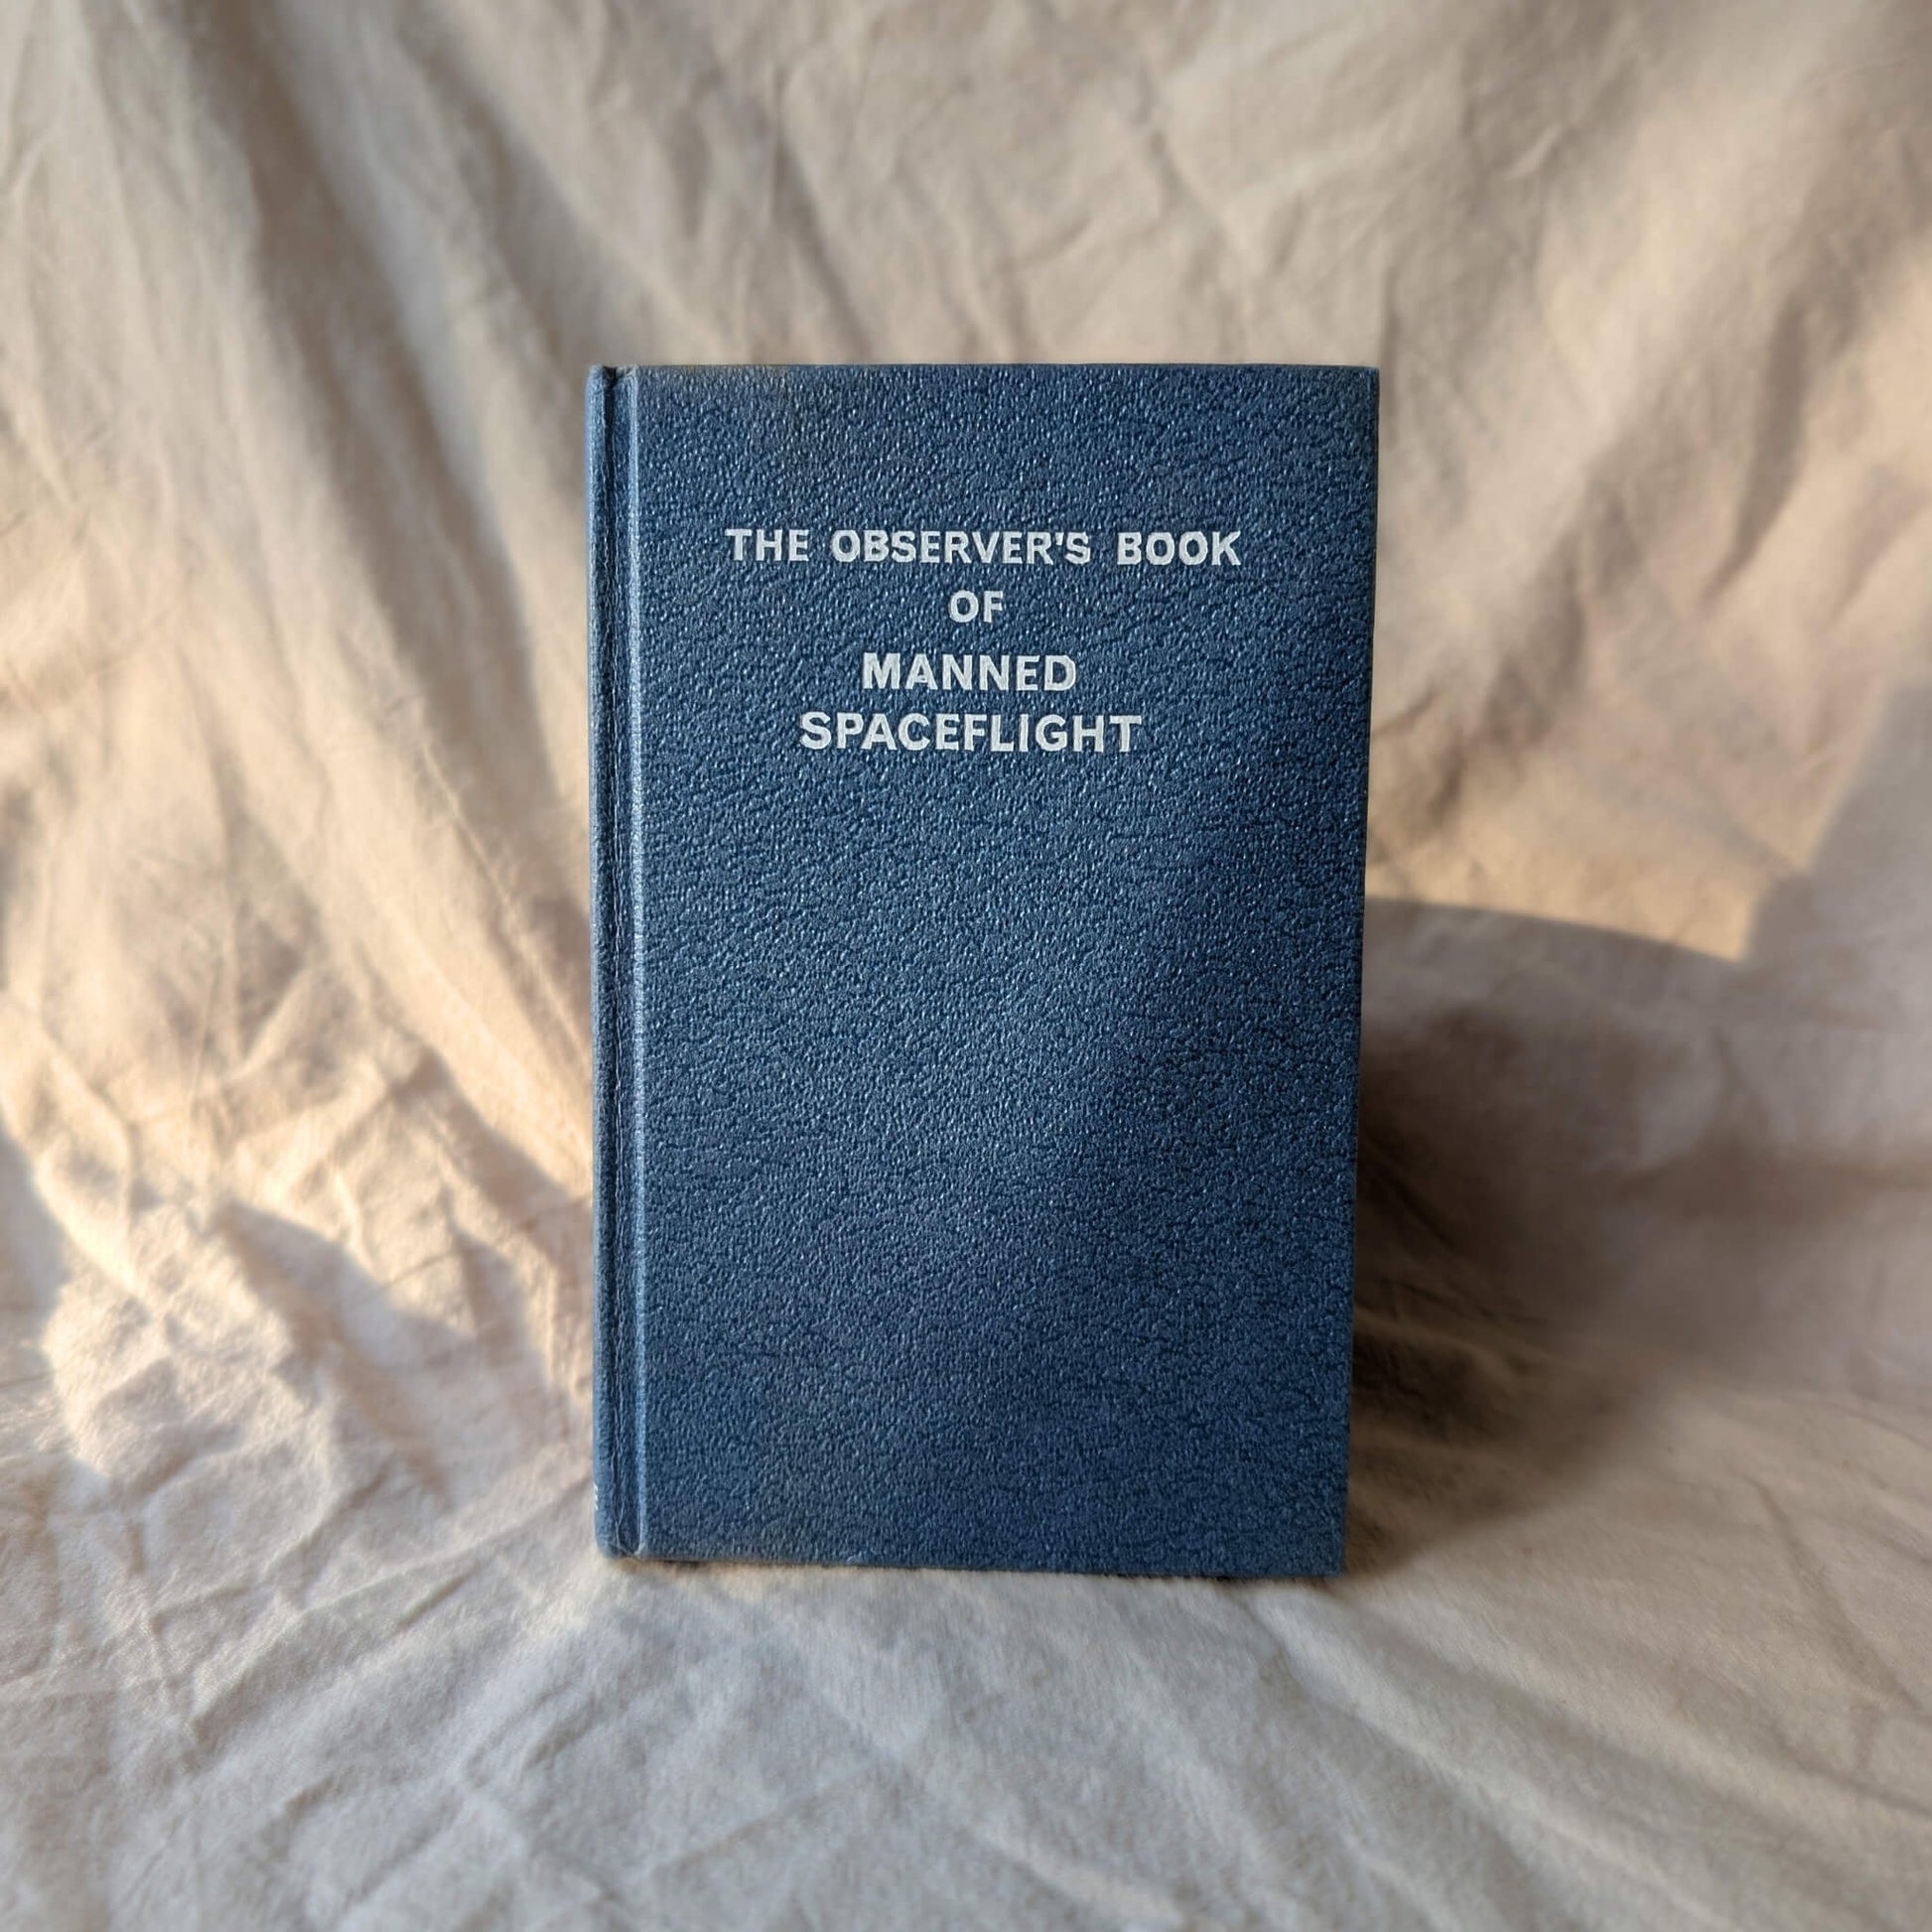 THE OBSERVER'S BOOK
OF
MANNED
SPACEFLIGHT